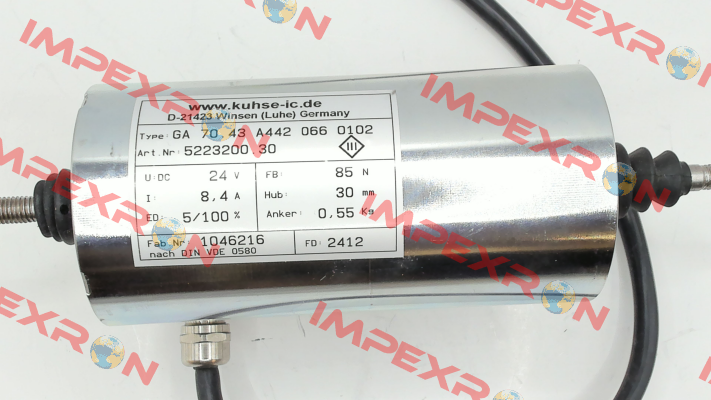 www.kuhse-ic.de
D-21423 Winsen (Luhe) Germany
Type: GA 70 43 A442 066 0102
Art.Nr: 5223200.30
III
U:DC 24 V FB: 85 N
I: 8,4 A Hub: 30 mm
ED: 5/100 % Anker: 0,55 Kg
Fab.Nr. 1046216 FD: 2412
nach DIN VDE 0580
IMPEXRON
IMPEXRON
IMPEXRON
IMPEXRON
IMPEXRON
IMPEXRON